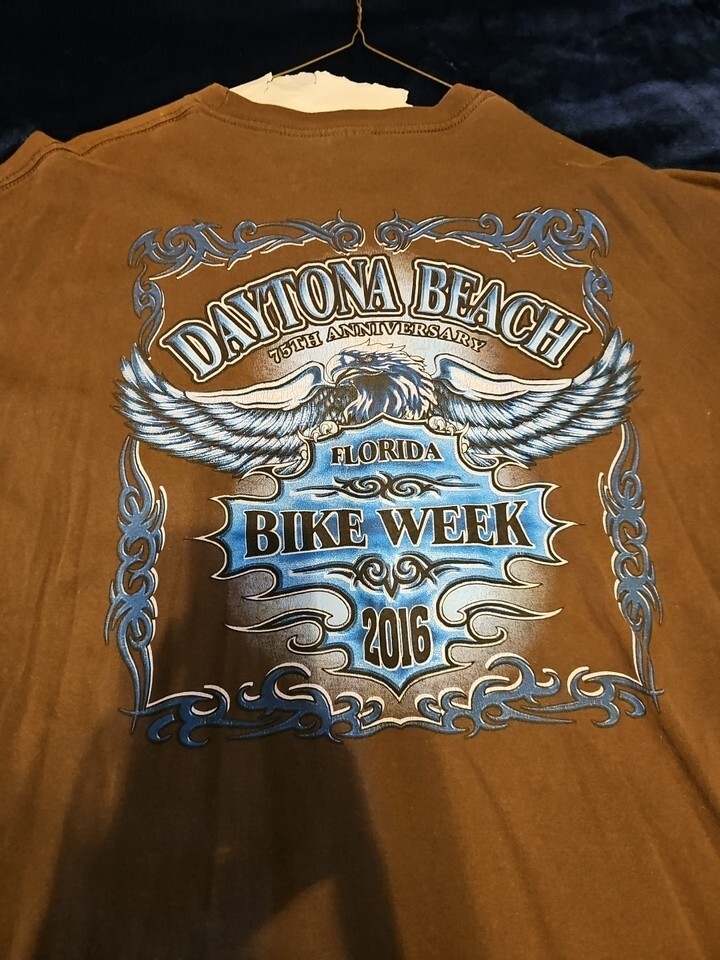 DAYTONA BEACH
75TH ANNIVERSARY
FLORIDA
BIKE WEEK
2016